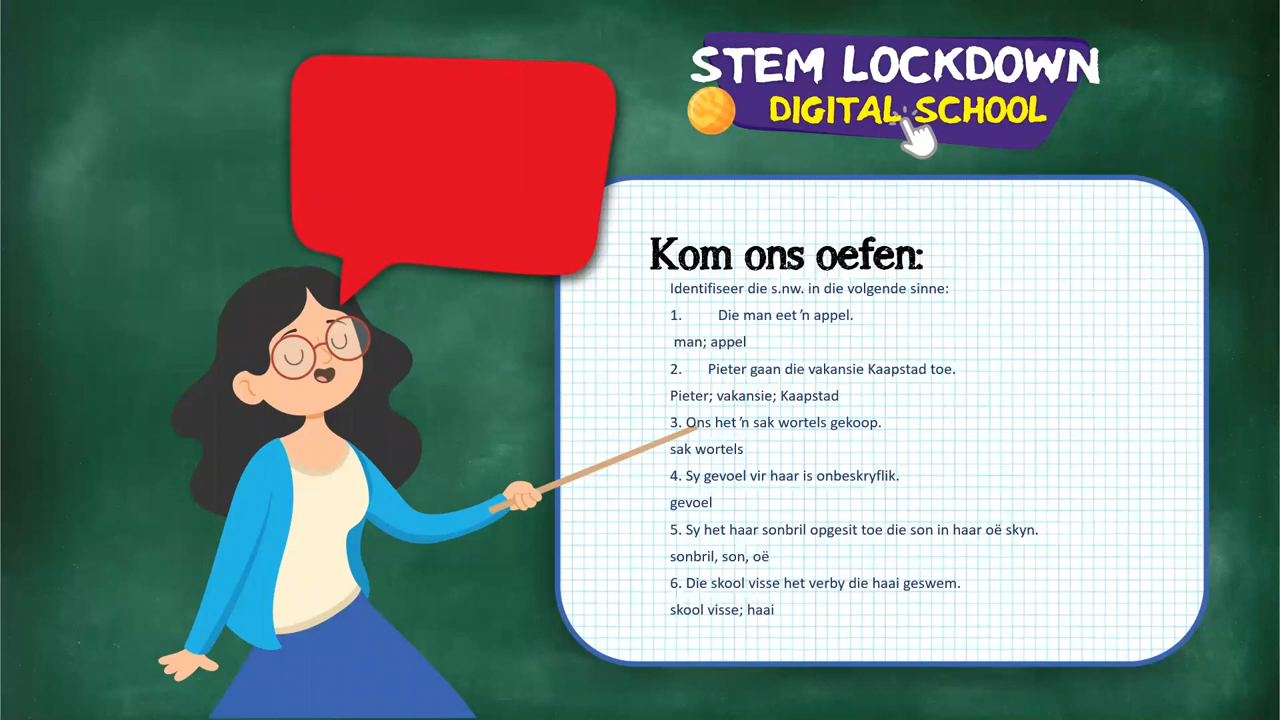 STEM LOCKDOWN
DIGITAL SCHOOL
Kom ons oefen:
Identifiseer die s.nw. in die volgende sinne:
1. Die man eet 'n appel.
man; appel
2. Pieter gaan die vakansie Kaapstad toe.
Pieter; vakansie; Kaapstad
3. Ons het 'n sak wortels gekoop.
sak wortels
4. Sy gevoel vir haar is onbeskryflik.
gevoel
5. Sy het haar sonbril opgesit toe die son in haar oë skyn.
sonbril, son, oë
6. Die skool visse het verby die haai geswem.
skool visse; haai